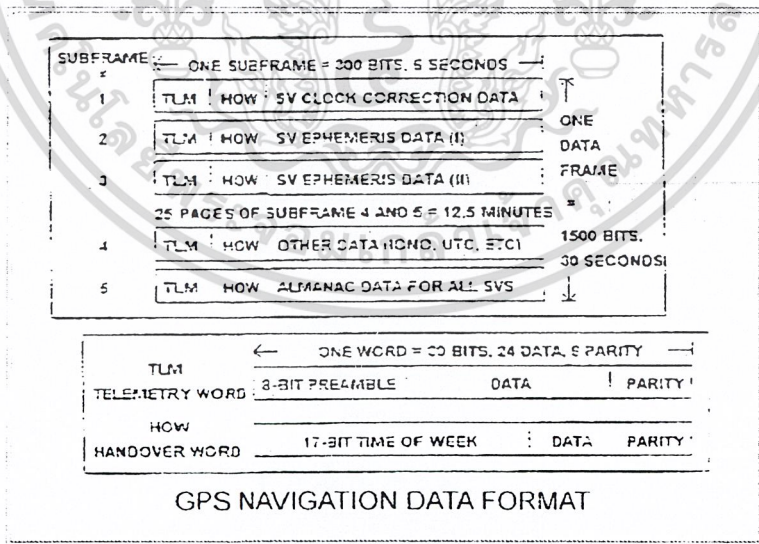 SUBFRAME
#
← ONE SUBFRAME = 300 BITS, 6 SECONDS →
1 TLM HOW SV CLOCK CORRECTION DATA
2 TLM HOW SV EPHEMERIS DATA (I)
3 TLM HOW SV EPHEMERIS DATA (II)
25 PAGES OF SUBFRAME 4 AND 5 = 12.5 MINUTES
4 TLM HOW OTHER DATA (IONO, UTC, ETC)
5 TLM HOW ALMANAC DATA FOR ALL SVS
ONE
DATA
FRAME
=
1500 BITS,
30 SECONDS
← ONE WORD = 30 BITS, 24 DATA, 6 PARITY →
TLM
TELEMETRY WORD
8-BIT PREAMBLE DATA PARITY
HOW
HANDOVER WORD
17-BIT TIME OF WEEK DATA PARITY
GPS NAVIGATION DATA FORMAT